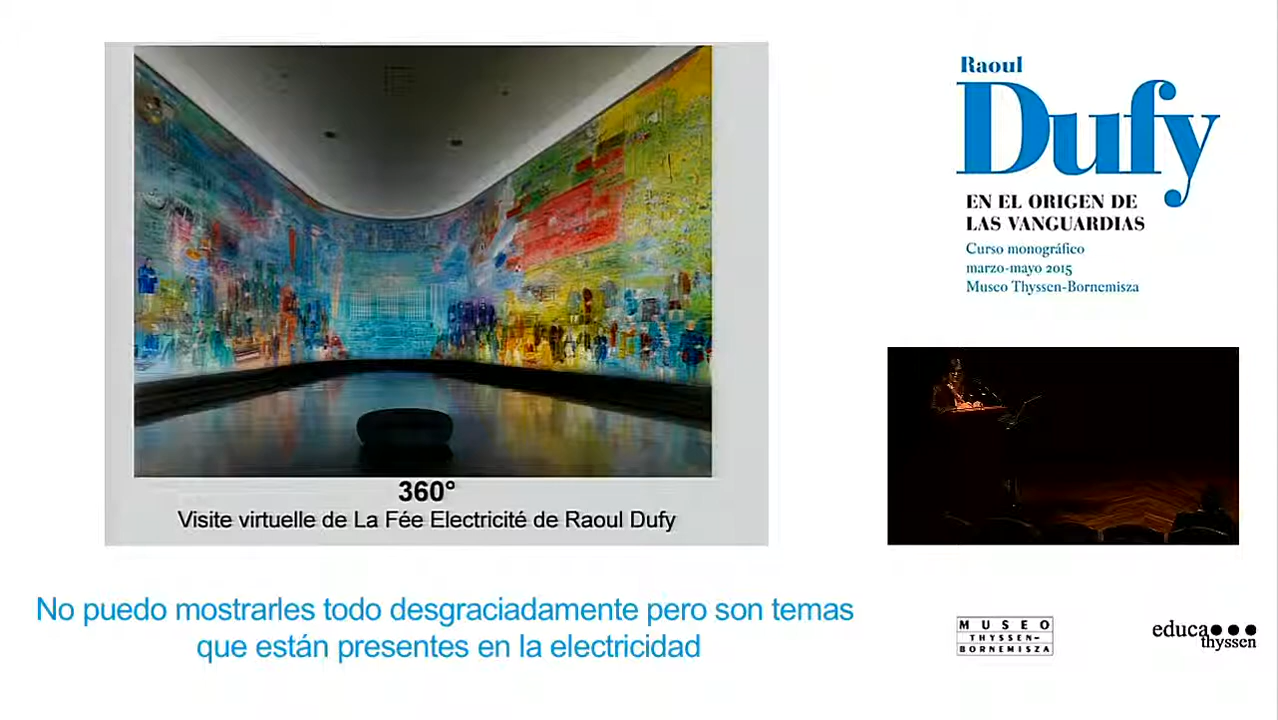 360°
Visite virtuelle de La Fée Electricité de Raoul Dufy
No puedo mostrarles todo desgraciadamente pero son temas
que están presentes en la electricidad
Raoul
Dufy
EN EL ORIGEN DE
LAS VANGUARDIAS
Curso monográfico
marzo-mayo 2015
Museo Thyssen-Bornemisza
MUSEO
THYSSEN-
BORNEMISZA
educa
thyssen